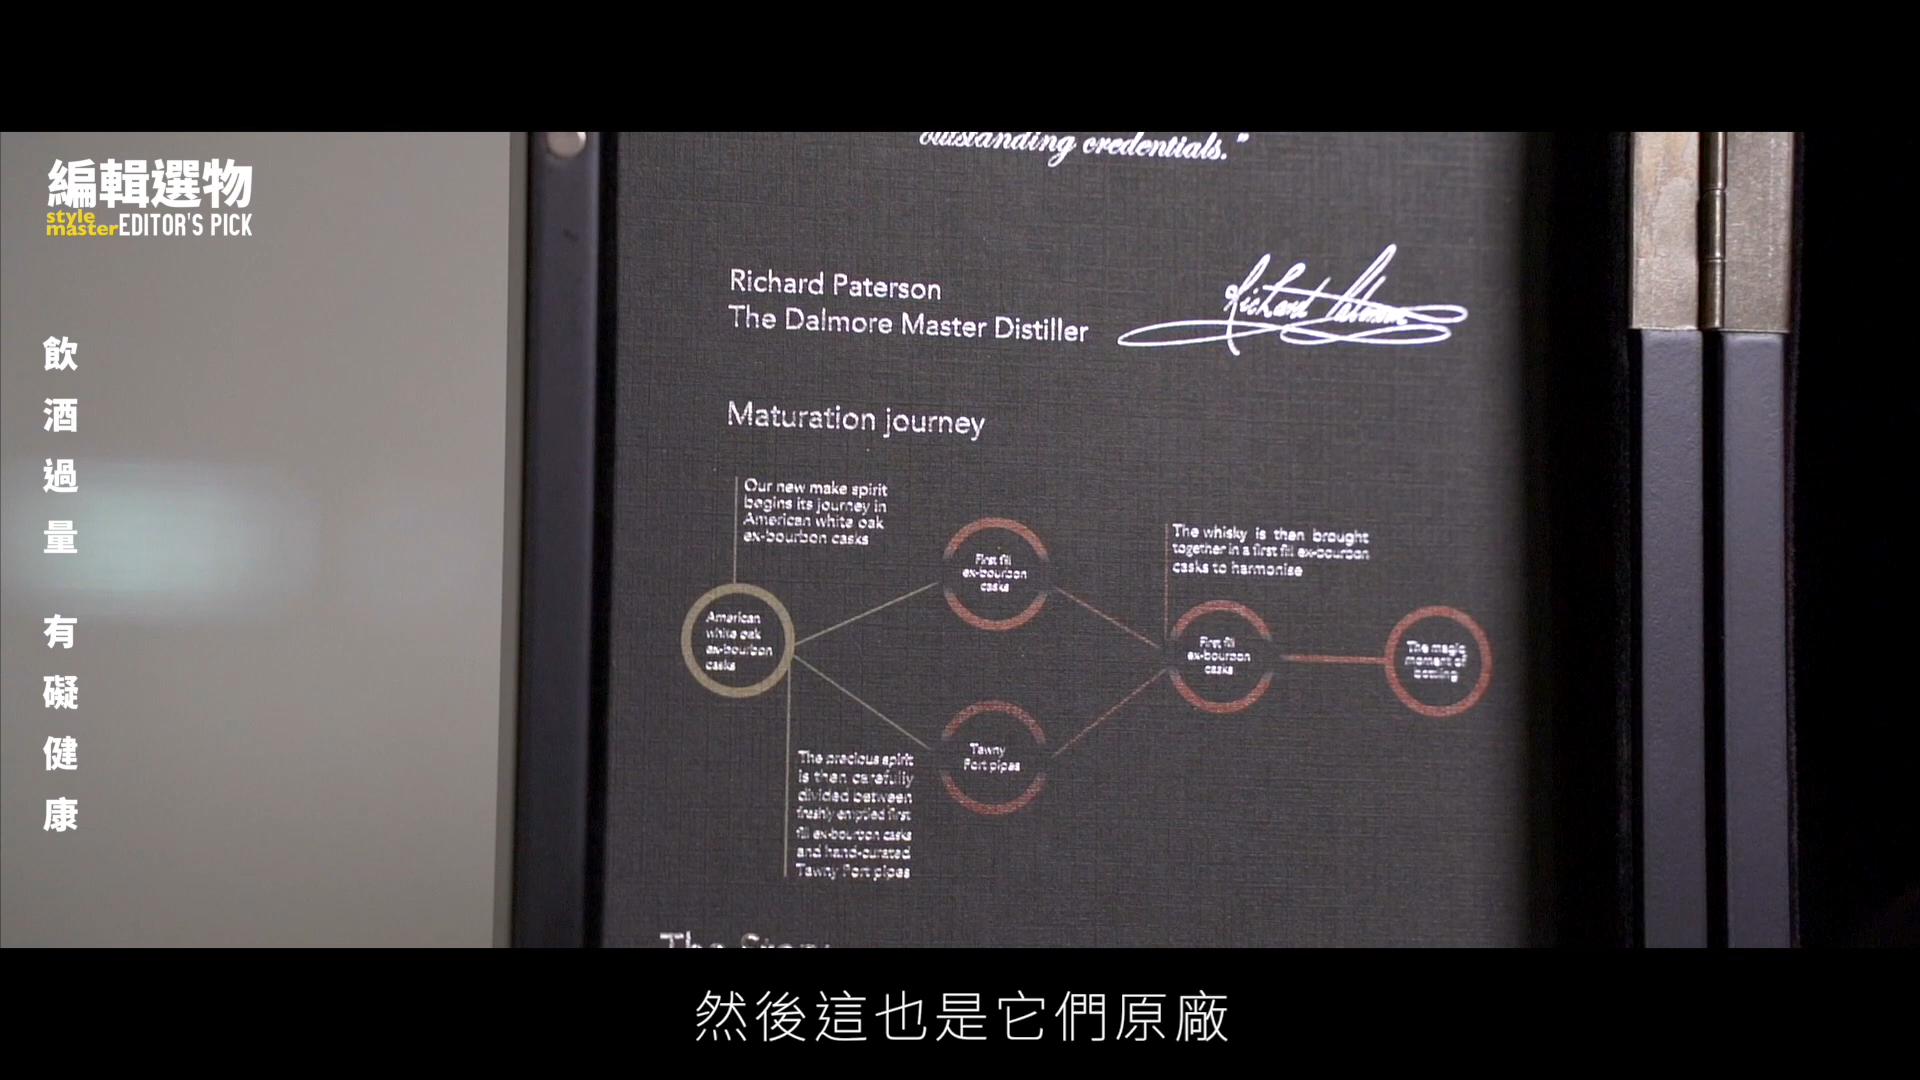 outstanding credentials."
編輯選物
style
master EDITOR'S PICK
飲酒過量 有礙健康
Richard Paterson
The Dalmore Master Distiller
Richard Paterson
Maturation journey
Our new make spirit
begins its journey in
American white oak
ex-bourbon casks
First fill
ex-bourbon
casks
The whisky is then brought
together in a first fill ex-bourbon
casks to harmonise
American
white oak
ex-bourbon
casks
First fill
ex-bourbon
casks
The magic
moment of
bottling
Tawny
Port pipes
The precious spirit
is then carefully
divided between
freshly emptied first
fill ex-bourbon casks
and hand-curated
Tawny Port pipes
The Story
然後這也是它們原廠